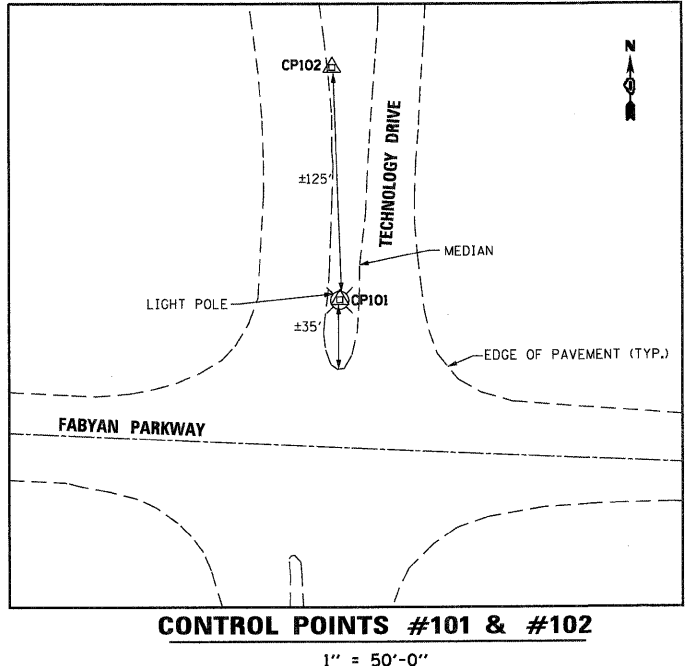 N
CP102
TECHNOLOGY DRIVE
±125'
MEDIAN
LIGHT POLE
CP101
±35'
EDGE OF PAVEMENT (TYP.)
FABYAN PARKWAY
CONTROL POINTS #101 & #102
1" = 50'-0"